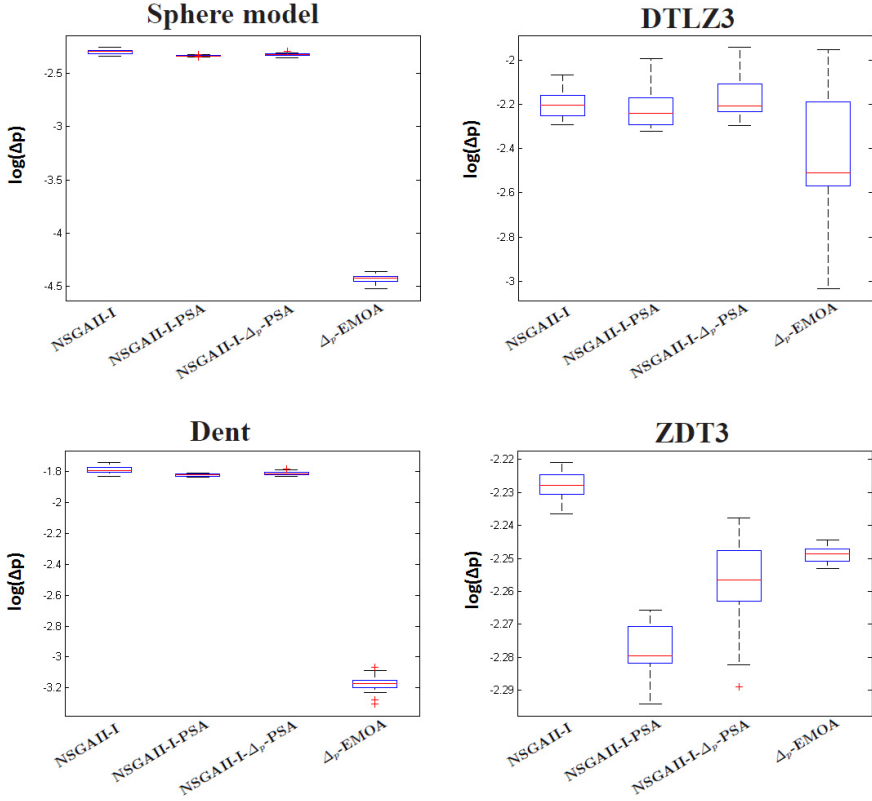 Sphere model
log(Δp)
-2.5
-3
-3.5
-4
-4.5
NSGAII-I
NSGAII-I-PSA
NSGAII-I-Δp-PSA
Δp-EMOA
DTLZ3
log(Δp)
-2
-2.2
-2.4
-2.6
-2.8
-3
NSGAII-I
NSGAII-I-PSA
NSGAII-I-Δp-PSA
Δp-EMOA
Dent
log(Δp)
-1.8
-2
-2.2
-2.4
-2.6
-2.8
-3
-3.2
NSGAII-I
NSGAII-I-PSA
NSGAII-I-Δp-PSA
Δp-EMOA
ZDT3
log(Δp)
-2.22
-2.23
-2.24
-2.25
-2.26
-2.27
-2.28
-2.29
NSGAII-I
NSGAII-I-PSA
NSGAII-I-Δp-PSA
Δp-EMOA